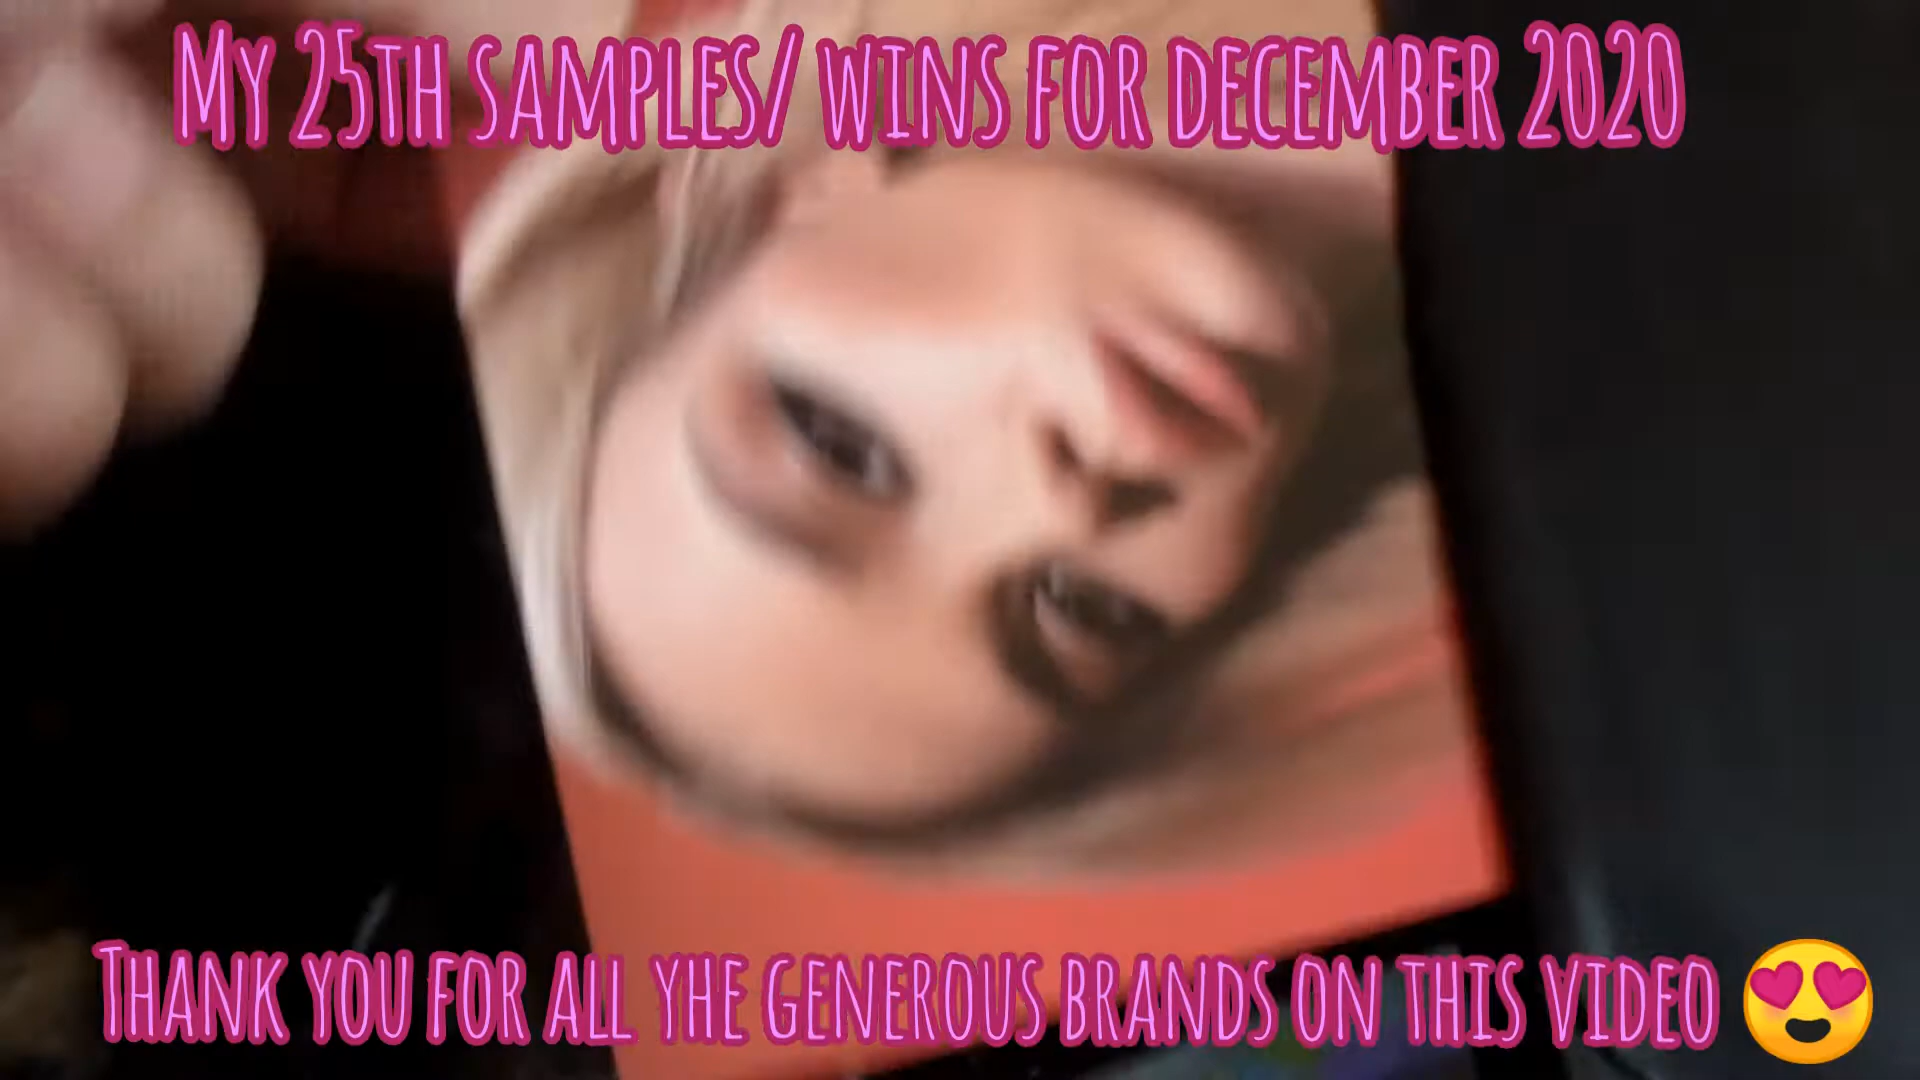 My 25th samples/ wins for december 2020
Thank you for all yhe generous brands on this video 😍